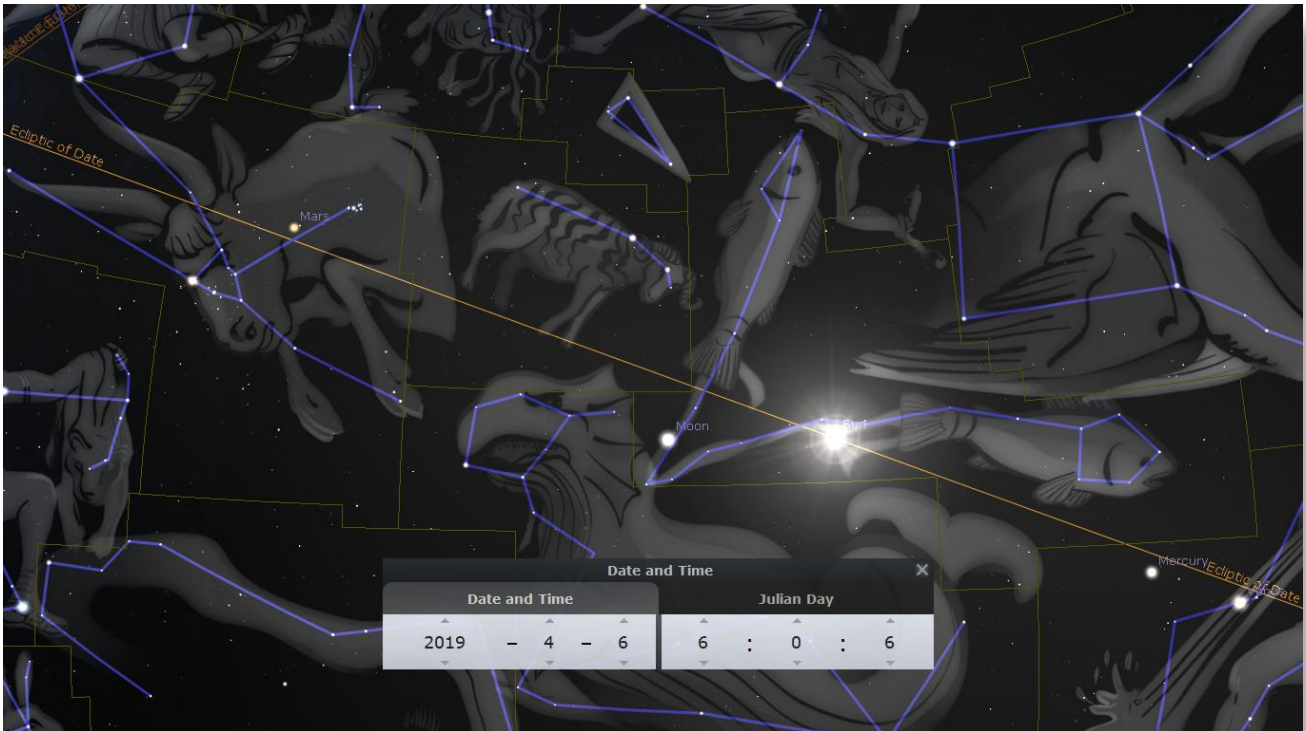 Ecliptic of Date
Mars
Moon
Sun
Mercury
Ecliptic of Date
Date and Time
Date and Time
Julian Day
2019 - 4 - 6
6 : 0 : 6